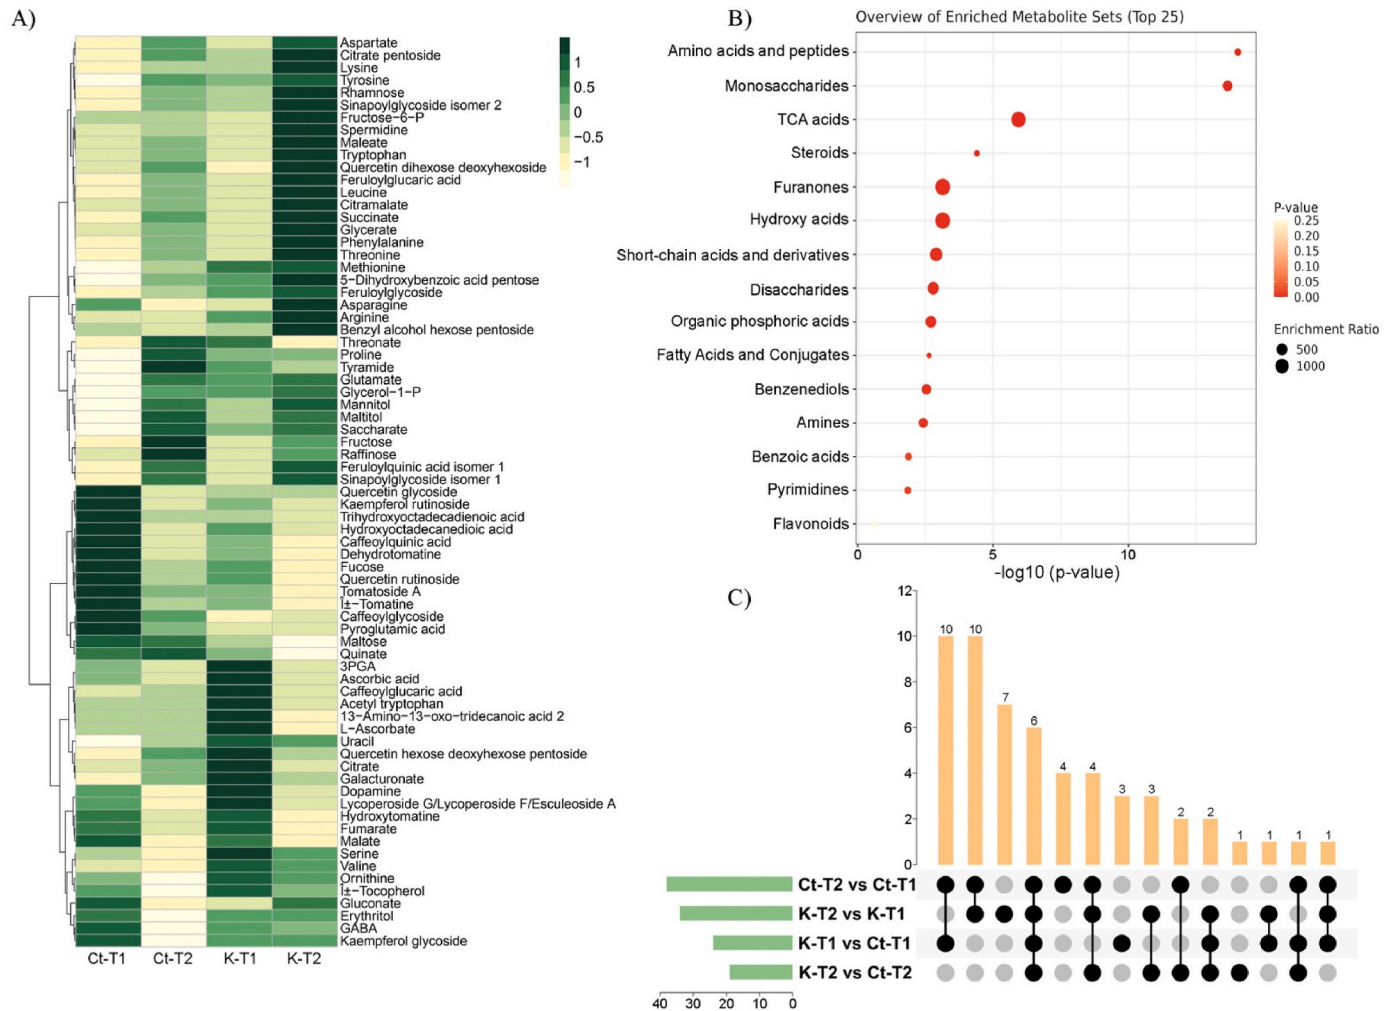 A)
Aspartate
Citrate pentoside
Lysine
Tyrosine
Rhamnose
Sinapoylglycoside isomer 2
Fructose−6−P
Spermidine
Maleate
Tryptophan
Quercetin dihexose deoxyhexoside
Feruloylglucaric acid
Leucine
Citramalate
Succinate
Glycerate
Phenylalanine
Threonine
Methionine
5−Dihydroxybenzoic acid pentose
Feruloylglycoside
Asparagine
Arginine
Benzyl alcohol hexose pentoside
Threonate
Proline
Tyramide
Glutamate
Glycerol−1−P
Mannitol
Maltitol
Saccharate
Fructose
Raffinose
Feruloylquinic acid isomer 1
Sinapoylglycoside isomer 1
Quercetin glycoside
Kaempferol rutinoside
Trihydroxyoctadecadienoic acid
Hydroxyoctadecanedioic acid
Caffeoylquinic acid
Dehydrotomatine
Fucose
Quercetin rutinoside
Tomatoside A
Î±−Tomatine
Caffeoylglycoside
Pyroglutamic acid
Maltose
Quinate
3PGA
Ascorbic acid
Caffeoylglucaric acid
Acetyl tryptophan
13−Amino−13−oxo−tridecanoic acid 2
L−Ascorbate
Uracil
Quercetin hexose deoxyhexose pentoside
Citrate
Galacturonate
Dopamine
Lycoperoside G/Lycoperoside F/Esculeoside A
Hydroxytomatine
Fumarate
Malate
Serine
Valine
Ornithine
Î±−Tocopherol
Gluconate
Erythritol
GABA
Kaempferol glycoside
Ct-T1 Ct-T2 K-T1 K-T2
1
0.5
0
−0.5
−1
B)
Overview of Enriched Metabolite Sets (Top 25)
Amino acids and peptides
Monosaccharides
TCA acids
Steroids
Furanones
Hydroxy acids
Short-chain acids and derivatives
Disaccharides
Organic phosphoric acids
Fatty Acids and Conjugates
Benzenediols
Amines
Benzoic acids
Pyrimidines
Flavonoids
0 5 10
-log10 (p-value)
P-value
0.25
0.20
0.15
0.10
0.05
0.00
Enrichment Ratio
500
1000
C)
12
10
8
6
4
2
0
10 10 7 6 4 4 3 3 2 2 1 1 1 1
Ct-T2 vs Ct-T1
K-T2 vs K-T1
K-T1 vs Ct-T1
K-T2 vs Ct-T2
40 30 20 10 0